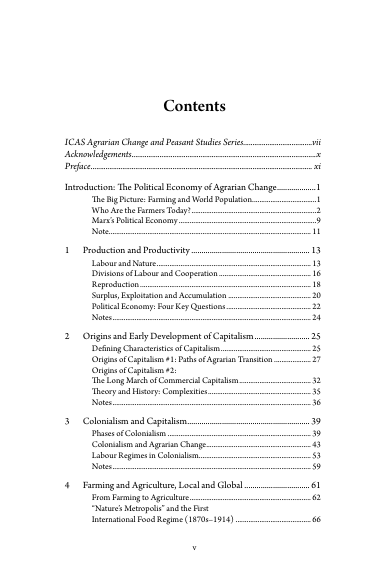 Contents
ICAS Agrarian Change and Peasant Studies Series...............................vii
Acknowledgements.............................................................................x
Preface..............................................................................................xi
Introduction: The Political Economy of Agrarian Change.................1
The Big Picture: Farming and World Population............................1
Who Are the Farmers Today?.....................................................2
Marx's Political Economy..........................................................9
Note.......................................................................................11
1 Production and Productivity.....................................................13
Labour and Nature..................................................................13
Divisions of Labour and Cooperation........................................16
Reproduction..........................................................................18
Surplus, Exploitation and Accumulation....................................20
Political Economy: Four Key Questions.....................................22
Notes......................................................................................24
2 Origins and Early Development of Capitalism..........................25
Defining Characteristics of Capitalism.......................................25
Origins of Capitalism #1: Paths of Agrarian Transition................27
Origins of Capitalism #2:
The Long March of Commercial Capitalism...............................32
Theory and History: Complexities.............................................35
Notes......................................................................................36
3 Colonialism and Capitalism......................................................39
Phases of Colonialism..............................................................39
Colonialism and Agrarian Change.............................................43
Labour Regimes in Colonialism.................................................53
Notes......................................................................................59
4 Farming and Agriculture, Local and Global..............................61
From Farming to Agriculture....................................................62
"Nature's Metropolis" and the First
International Food Regime (1870s–1914)..................................66
v